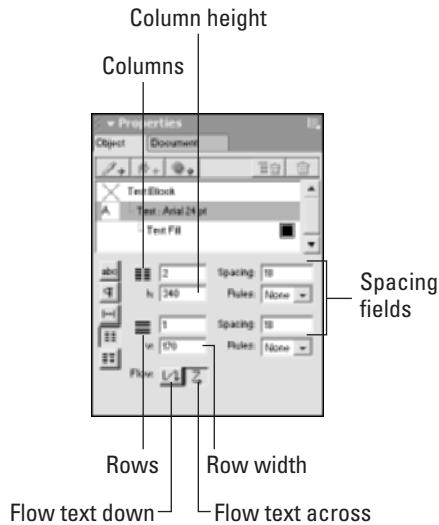 Column height
Columns
Properties
Object Document
Text Block
A Text : Arial 24 pt
Text Fill
abc 2 Spacing: 18
¶ h: 340 Rules: None
1 Spacing: 18
w: 170 Rules: None
Flow:
Spacing
fields
Rows Row width
Flow text down Flow text across